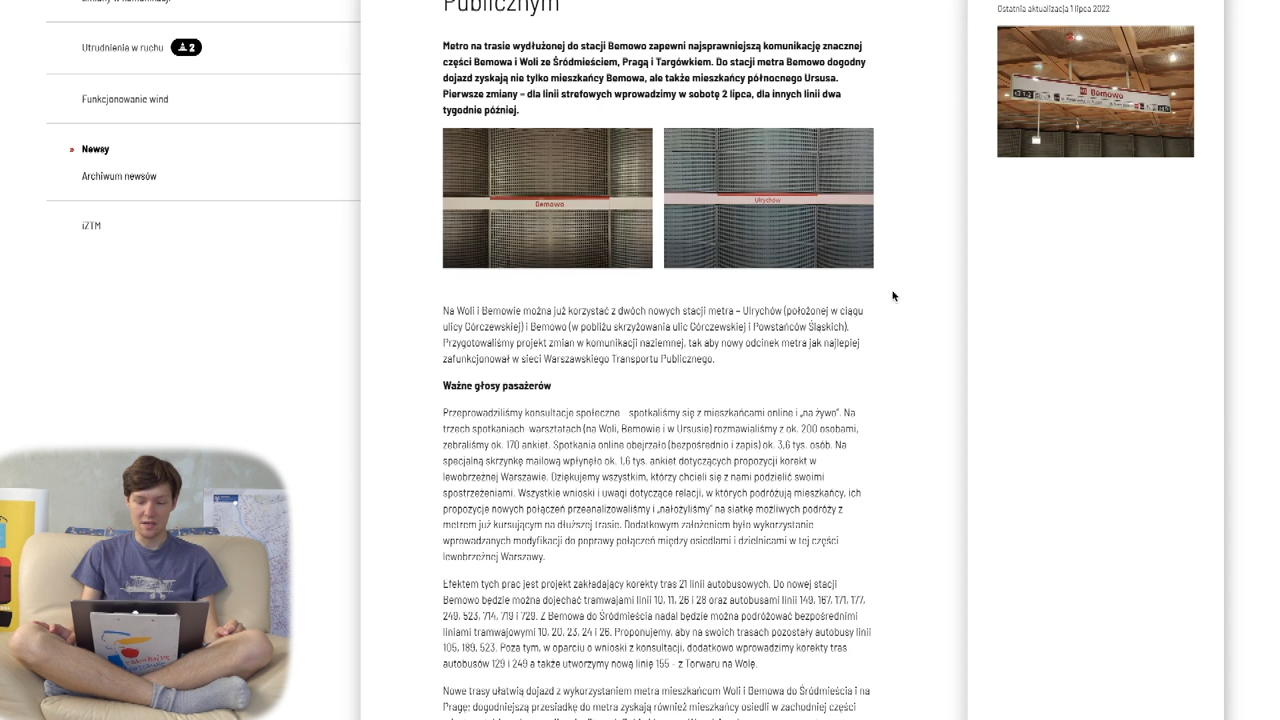 Publicznym
Ostatnia aktualizacja 1 lipca 2022
Utrudnienia w ruchu 2
Funkcjonowanie wind
» Newsy
Archiwum newsów
iZTM
Metro na trasie wydłużonej do stacji Bemowo zapewni najsprawniejszą komunikację znacznej
części Bemowa i Woli ze Śródmieściem, Pragą i Targówkiem. Do stacji metra Bemowo dogodny
dojazd zyskają nie tylko mieszkańcy Bemowa, ale także mieszkańcy północnego Ursusa.
Pierwsze zmiany – dla linii strefowych wprowadzimy w sobotę 2 lipca, dla innych linii dwa
tygodnie później.
Bemowo
Bemowo
Ulrychów
Na Woli i Bemowie można już korzystać z dwóch nowych stacji metra – Ulrychów (położonej w ciągu
ulicy Górczewskiej) i Bemowo (w pobliżu skrzyżowania ulic Górczewskiej i Powstańców Śląskich).
Przygotowaliśmy projekt zmian w komunikacji naziemnej, tak aby nowy odcinek metra jak najlepiej
zafunkcjonował w sieci Warszawskiego Transportu Publicznego.
Ważne głosy pasażerów
Przeprowadziliśmy konsultacje społeczne – spotkaliśmy się z mieszkańcami online i „na żywo”. Na
trzech spotkaniach-warsztatach (na Woli, Bemowie i w Ursusie) rozmawialiśmy z ok. 200 osobami,
zebraliśmy ok. 170 ankiet. Spotkania online obejrzało (bezpośrednio i zapis) ok. 3,6 tys. osób. Na
specjalną skrzynkę mailową wpłynęło ok. 1,6 tys. ankiet dotyczących propozycji korekt w
lewobrzeżnej Warszawie. Dziękujemy wszystkim, którzy chcieli się z nami podzielić swoimi
spostrzeżeniami. Wszystkie wnioski i uwagi dotyczące relacji, w których podróżują mieszkańcy, ich
propozycje nowych połączeń przeanalizowaliśmy i „nałożyliśmy” na siatkę możliwych podróży z
metrem już kursującym na dłuższej trasie. Dodatkowym założeniem było wykorzystanie
wprowadzanych modyfikacji do poprawy połączeń między osiedlami i dzielnicami w tej części
lewobrzeżnej Warszawy.
Efektem tych prac jest projekt zakładający korekty tras 21 linii autobusowych. Do nowej stacji
Bemowo będzie można dojechać tramwajami linii 10, 11, 26 i 28 oraz autobusami linii 149, 167, 171, 177,
249, 523, 714, 719 i 729. Z Bemowa do Śródmieścia nadal będzie można podróżować bezpośrednimi
liniami tramwajowymi 10, 20, 23, 24 i 26. Proponujemy, aby na swoich trasach pozostały autobusy linii
105, 189, 523. Poza tym, w oparciu o wnioski z konsultacji, dodatkowo wprowadzimy korekty tras
autobusów 129 i 249 a także utworzymy nową linię 155 – z Torwaru na Wolę.
Nowe trasy ułatwią dojazd z wykorzystaniem metra mieszkańcom Woli i Bemowa do Śródmieścia i na
Pragę; dogodniejszą przesiadkę do metra zyskają również mieszkańcy osiedli w zachodniej części